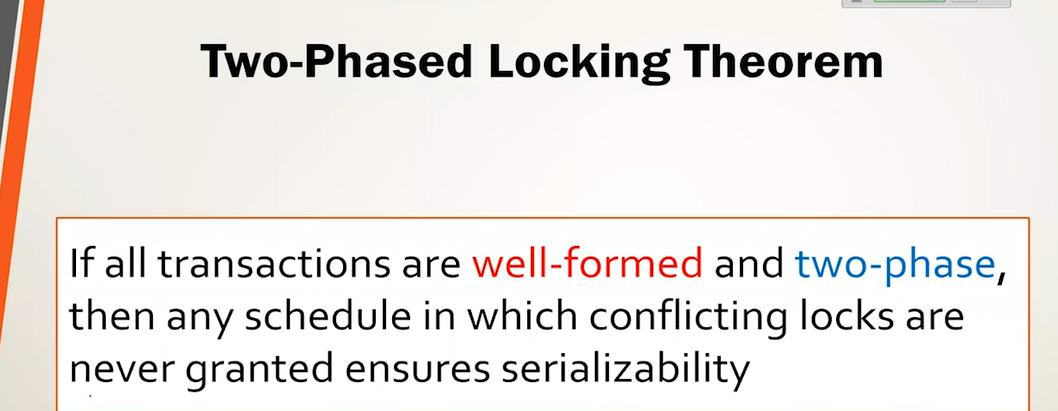 Two-Phased Locking Theorem
If all transactions are well-formed and two-phase,
then any schedule in which conflicting locks are
never granted ensures serializability